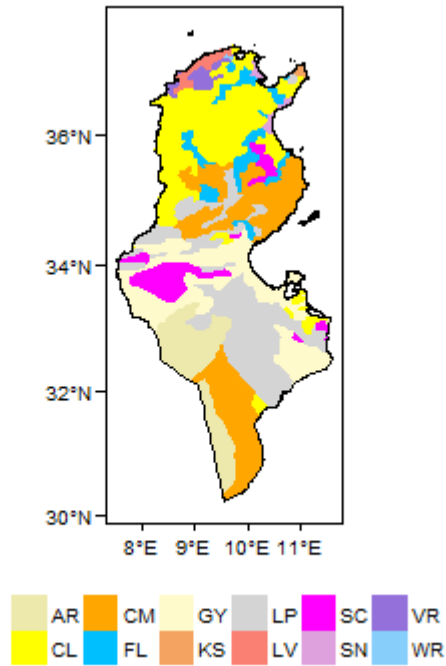 36°N
34°N
32°N
30°N
8°E 9°E 10°E 11°E
AR CM GY LP SC VR
CL FL KS LV SN WR